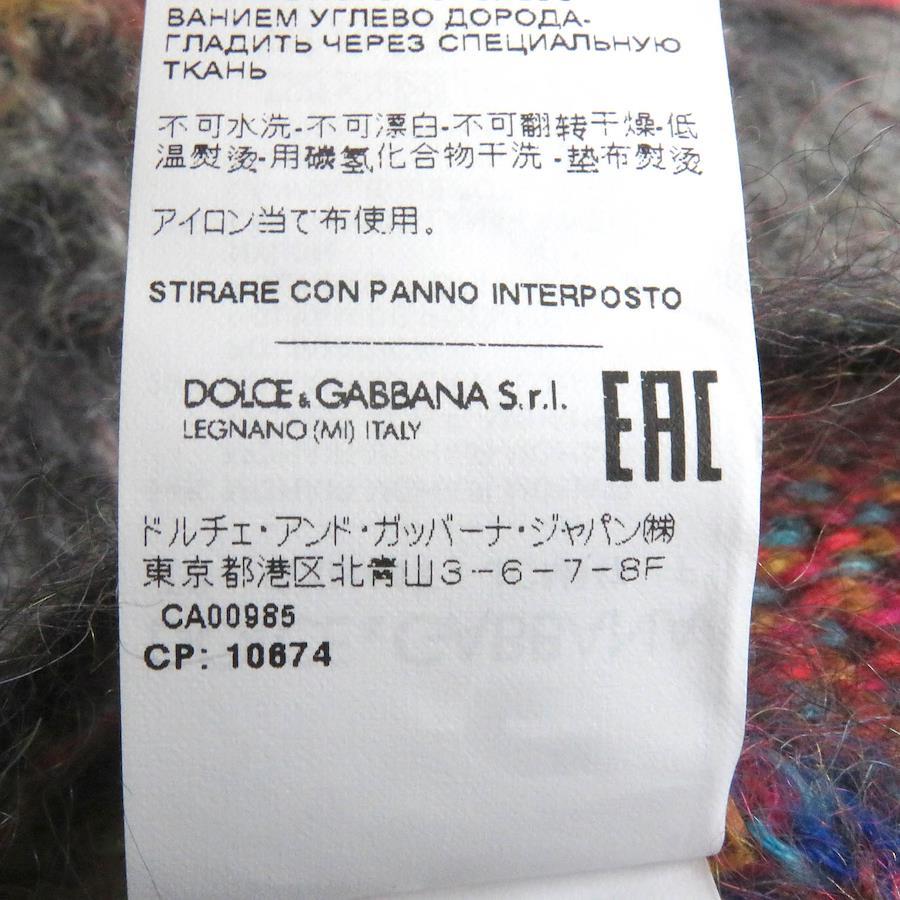 ВАНИЕМ УГЛЕВО ДОРОДА-
ГЛАДИТЬ ЧЕРЕЗ СПЕЦИАЛЬНУЮ
ТКАНЬ
不可水洗-不可漂白-不可翻转干燥-低
温熨烫-用碳氢化合物干洗 -垫布熨烫
アイロン当て布使用。
STIRARE CON PANNO INTERPOSTO
DOLCE & GABBANA S.r.l.
LEGNANO (MI) ITALY
EAC
ドルチェ・アンド・ガッバーナ・ジャパン㈱
東京都港区北青山3-6-7-8F
CA00985
CP: 10674